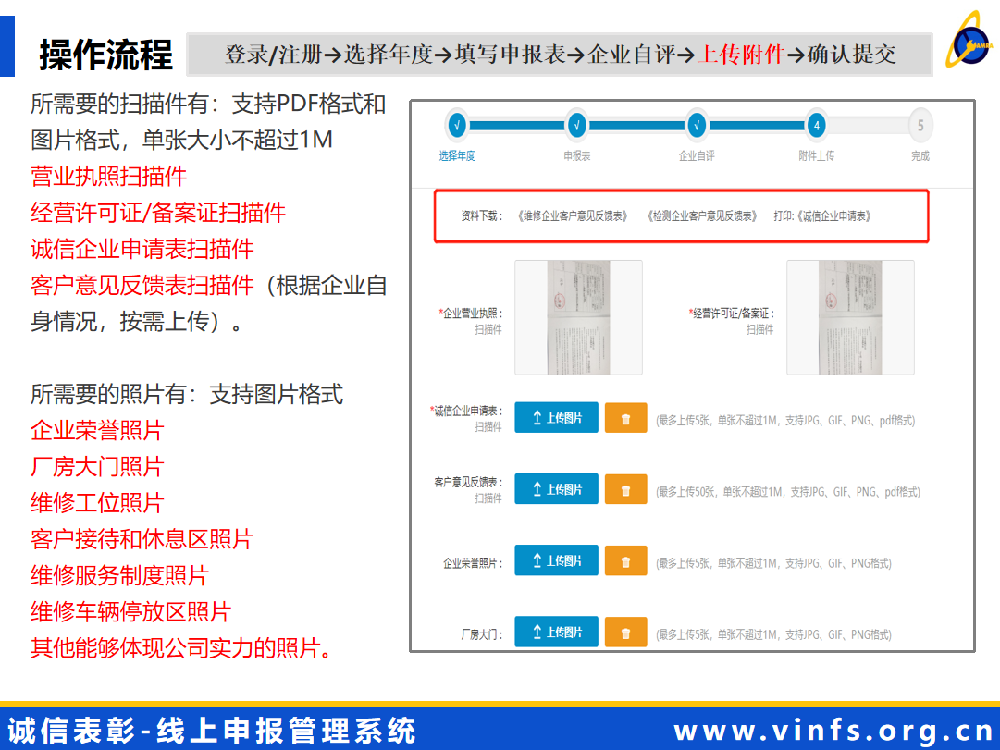 操作流程
登录/注册→选择年度→填写申报表→企业自评→上传附件→确认提交
所需要的扫描件有：支持PDF格式和
图片格式，单张大小不超过1M
营业执照扫描件
经营许可证/备案证扫描件
诚信企业申请表扫描件
客户意见反馈表扫描件（根据企业自
身情况，按需上传）。
所需要的照片有：支持图片格式
企业荣誉照片
厂房大门照片
维修工位照片
客户接待和休息区照片
维修服务制度照片
维修车辆停放区照片
其他能够体现公司实力的照片。
√ √ √ 4 5
选择年度 申报表 企业自评 附件上传 完成
资料下载： 《维修企业客户意见反馈表》 《检测企业客户意见反馈表》 打印:《诚信企业申请表》
*企业营业执照： *经营许可证/备案证：
扫描件 扫描件
*诚信企业申请表： 上传图片 (最多上传5张，单张不超过1M，支持JPG、GIF、PNG、pdf格式)
扫描件
客户意见反馈表： 上传图片 (最多上传50张，单张不超过1M，支持JPG、GIF、PNG、pdf格式)
扫描件
企业荣誉照片： 上传图片 (最多上传5张，单张不超过1M，支持JPG、GIF、PNG格式)
厂房大门： 上传图片 (最多上传5张，单张不超过1M，支持JPG、GIF、PNG格式)
诚信表彰-线上申报管理系统 www.vinfs.org.cn